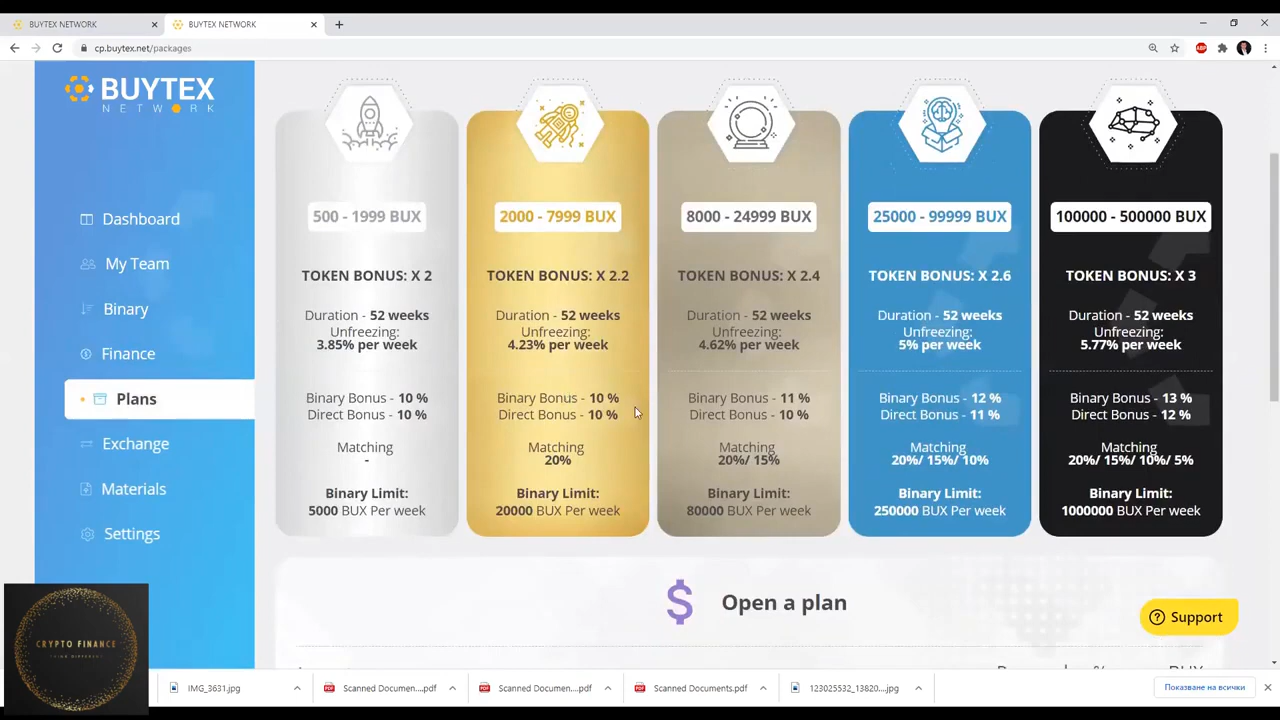 BUYTEX NETWORK
BUYTEX NETWORK
cp.buytex.net/packages
ABP
BUYTEX
NETWORK
Dashboard
My Team
Binary
Finance
Plans
Exchange
Materials
Settings
500 - 1999 BUX
TOKEN BONUS: X 2
Duration - 52 weeks
Unfreezing:
3.85% per week
Binary Bonus - 10 %
Direct Bonus - 10 %
Matching
-
Binary Limit:
5000 BUX Per week
2000 - 7999 BUX
TOKEN BONUS: X 2.2
Duration - 52 weeks
Unfreezing:
4.23% per week
Binary Bonus - 10 %
Direct Bonus - 10 %
Matching
20%
Binary Limit:
20000 BUX Per week
8000 - 24999 BUX
TOKEN BONUS: X 2.4
Duration - 52 weeks
Unfreezing:
4.62% per week
Binary Bonus - 11 %
Direct Bonus - 10 %
Matching
20%/ 15%
Binary Limit:
80000 BUX Per week
25000 - 99999 BUX
TOKEN BONUS: X 2.6
Duration - 52 weeks
Unfreezing:
5% per week
Binary Bonus - 12 %
Direct Bonus - 11 %
Matching
20%/ 15%/ 10%
Binary Limit:
250000 BUX Per week
100000 - 500000 BUX
TOKEN BONUS: X 3
Duration - 52 weeks
Unfreezing:
5.77% per week
Binary Bonus - 13 %
Direct Bonus - 12 %
Matching
20%/ 15%/ 10%/ 5%
Binary Limit:
1000000 BUX Per week
$ Open a plan
Support
CRYPTO FINANCE
THINK DIFFERENT
IMG_3631.jpg
Scanned Documen....pdf
Scanned Documen....pdf
Scanned Documents.pdf
123025532_13820....jpg
Показване на всички